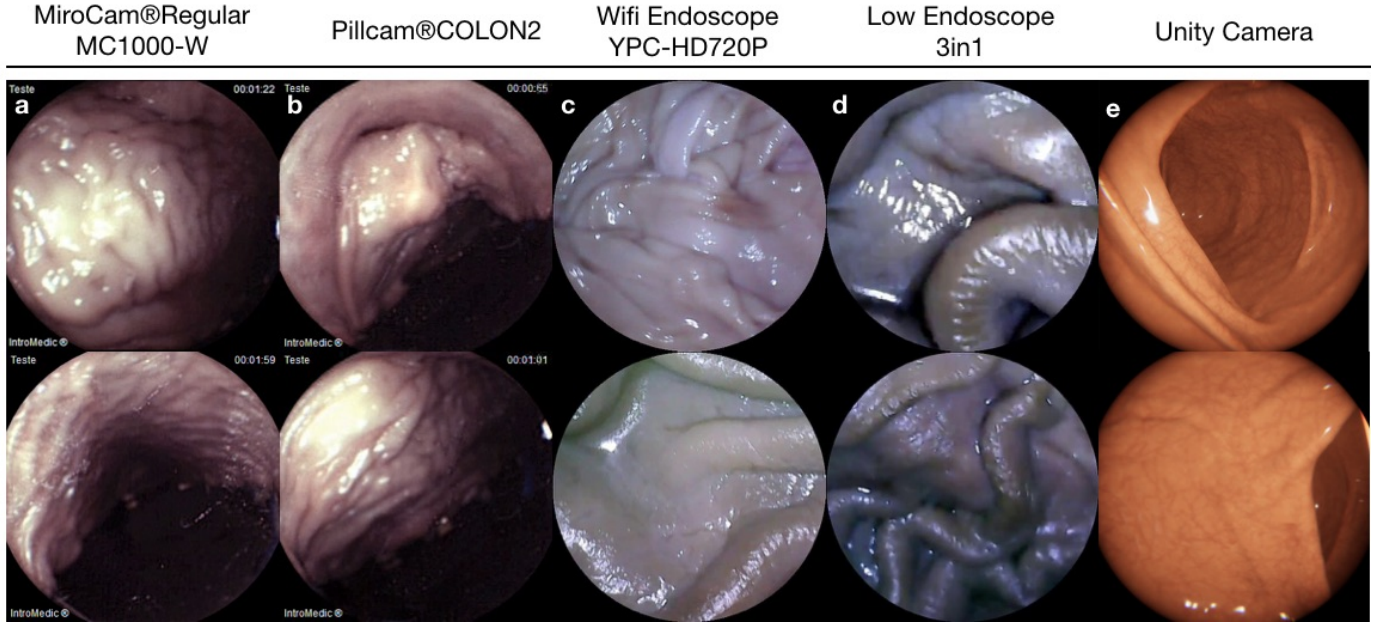 MiroCam®Regular
MC1000-W
Pillcam®COLON2
Wifi Endoscope
YPC-HD720P
Low Endoscope
3in1
Unity Camera
Teste 00:01:22
a
IntroMedic ®
Teste 00:00:55
b
IntroMedic ®
c
d
e
Teste 00:01:59
IntroMedic ®
Teste 00:01:01
IntroMedic ®